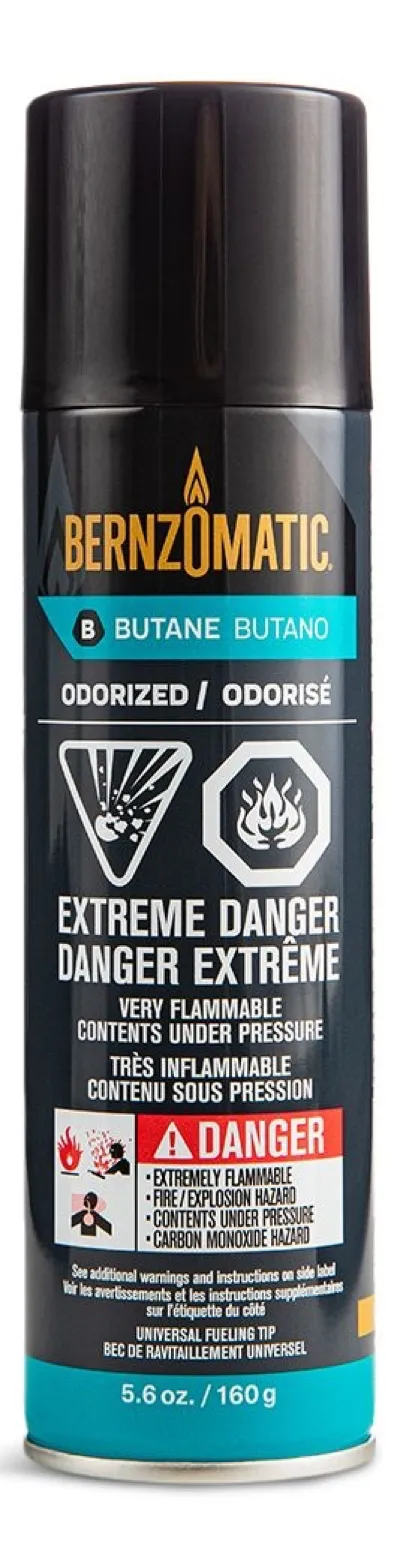 BERNZOMATIC
B BUTANE BUTANO
ODORIZED / ODORISÉ
EXTREME DANGER
DANGER EXTRÊME
VERY FLAMMABLE
CONTENTS UNDER PRESSURE
TRÈS INFLAMMABLE
CONTENU SOUS PRESSION
DANGER
• EXTREMELY FLAMMABLE
• FIRE/EXPLOSION HAZARD
• CONTENTS UNDER PRESSURE
• CARBON MONOXIDE HAZARD
See additional warnings and instructions on side label
Voir les avertissements et les instructions supplémentaires
sur l'étiquette du côté
UNIVERSAL FUELING TIP
BEC DE RAVITAILLEMENT UNIVERSEL
5.6 oz. / 160 g